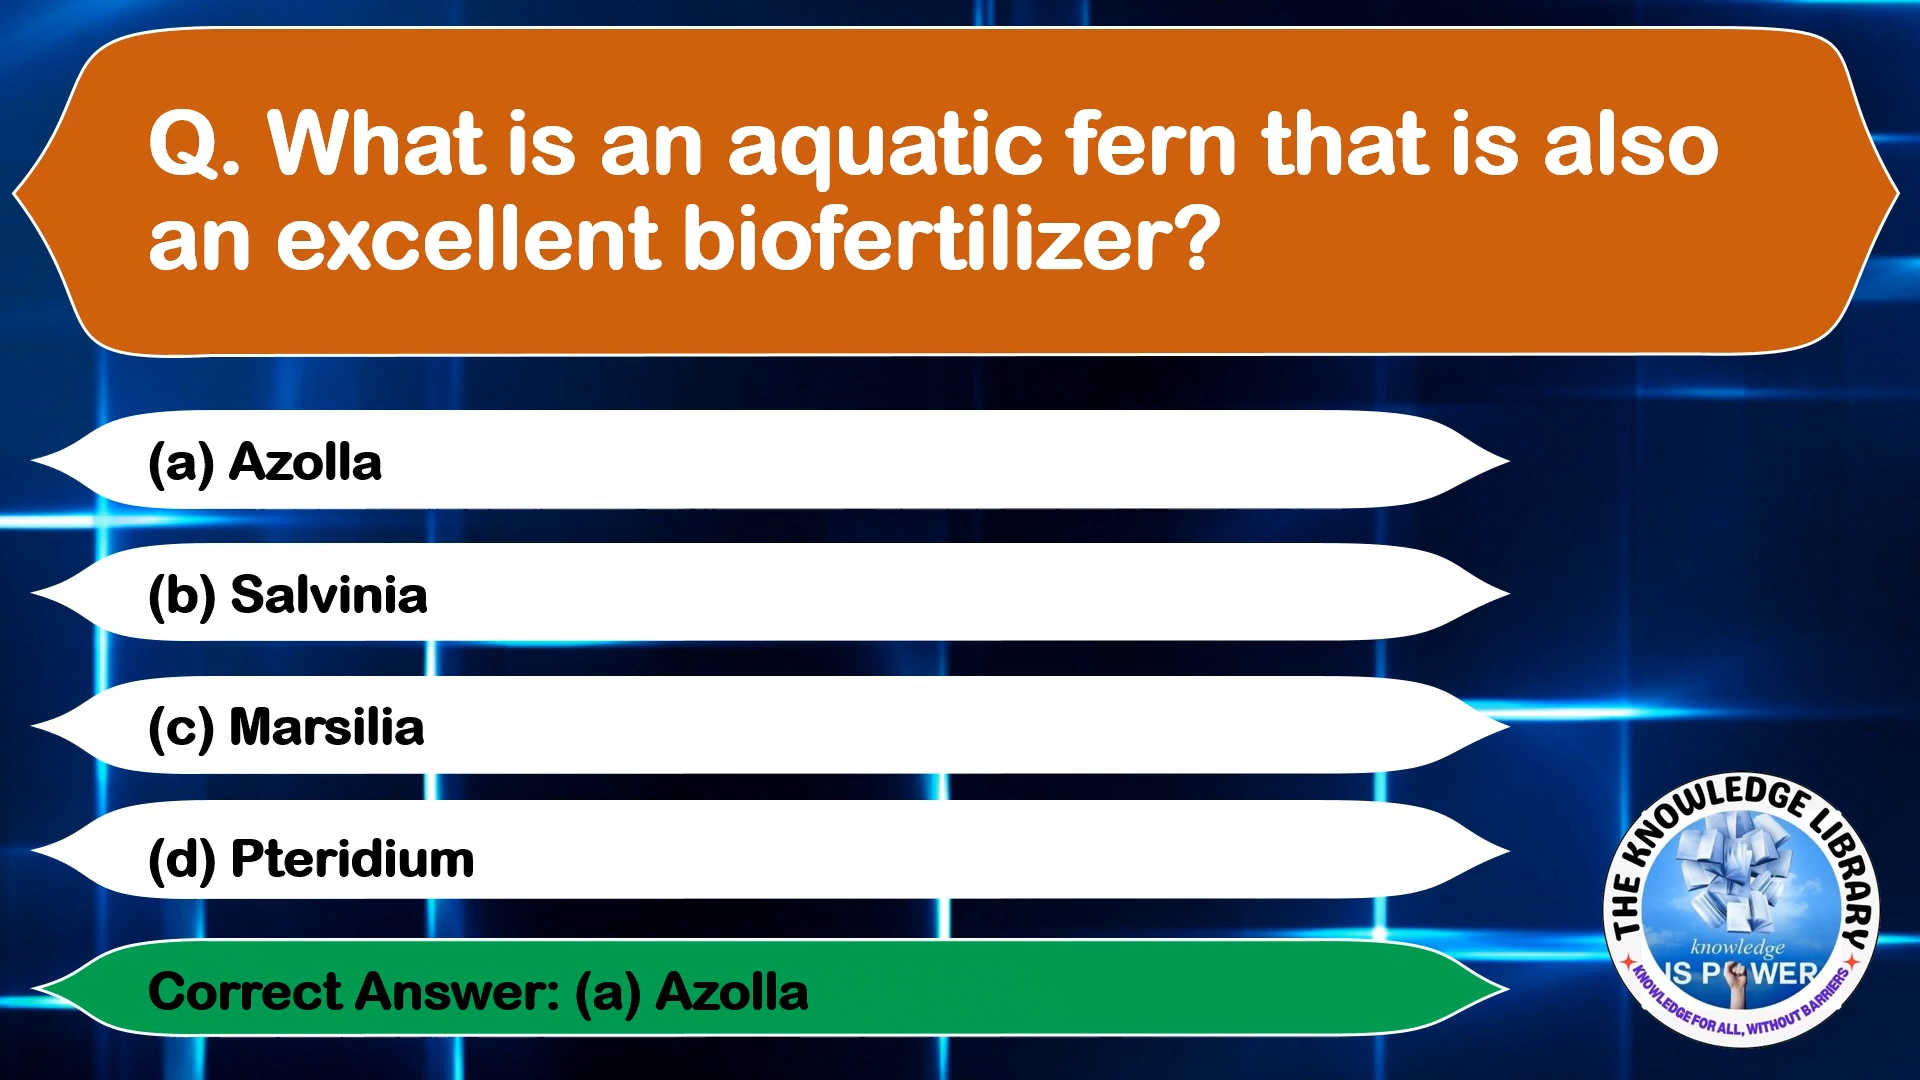 Q. What is an aquatic fern that is also
an excellent biofertilizer?
(a) Azolla
(b) Salvinia
(c) Marsilia
(d) Pteridium
Correct Answer: (a) Azolla
THE KNOWLEDGE LIBRARY
knowledge
IS POWER
KNOWLEDGE FOR ALL, WITHOUT BARRIERS